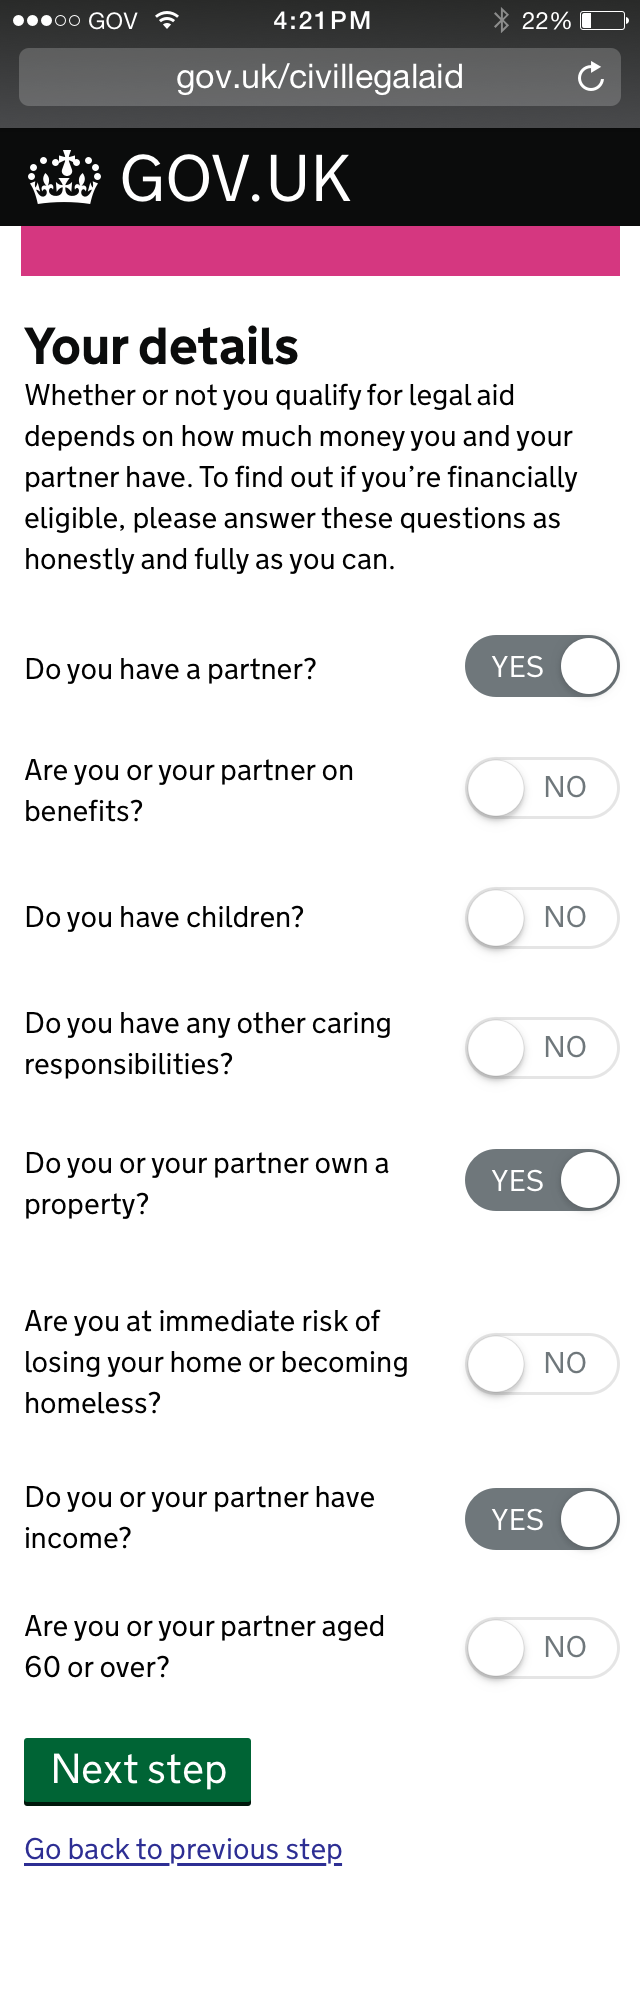 GOV 4:21PM 22%
gov.uk/civillegalaid
GOV.UK
Your details
Whether or not you qualify for legal aid
depends on how much money you and your
partner have. To find out if you’re financially
eligible, please answer these questions as
honestly and fully as you can.
Do you have a partner? YES
Are you or your partner on
benefits?
NO
Do you have children? NO
Do you have any other caring
responsibilities?
NO
Do you or your partner own a
property?
YES
Are you at immediate risk of
losing your home or becoming
homeless?
NO
Do you or your partner have
income?
YES
Are you or your partner aged
60 or over?
NO
Next step
Go back to previous step